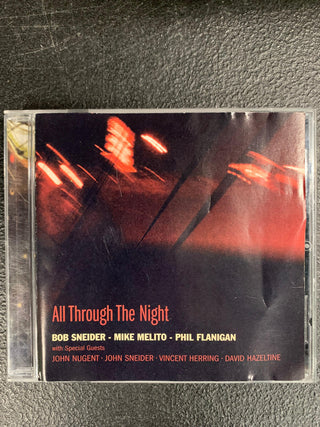 All Through The Night
BOB SNEIDER - MIKE MELITO - PHIL FLANIGAN
with Special Guests
JOHN NUGENT · JOHN SNEIDER · VINCENT HERRING · DAVID HAZELTINE